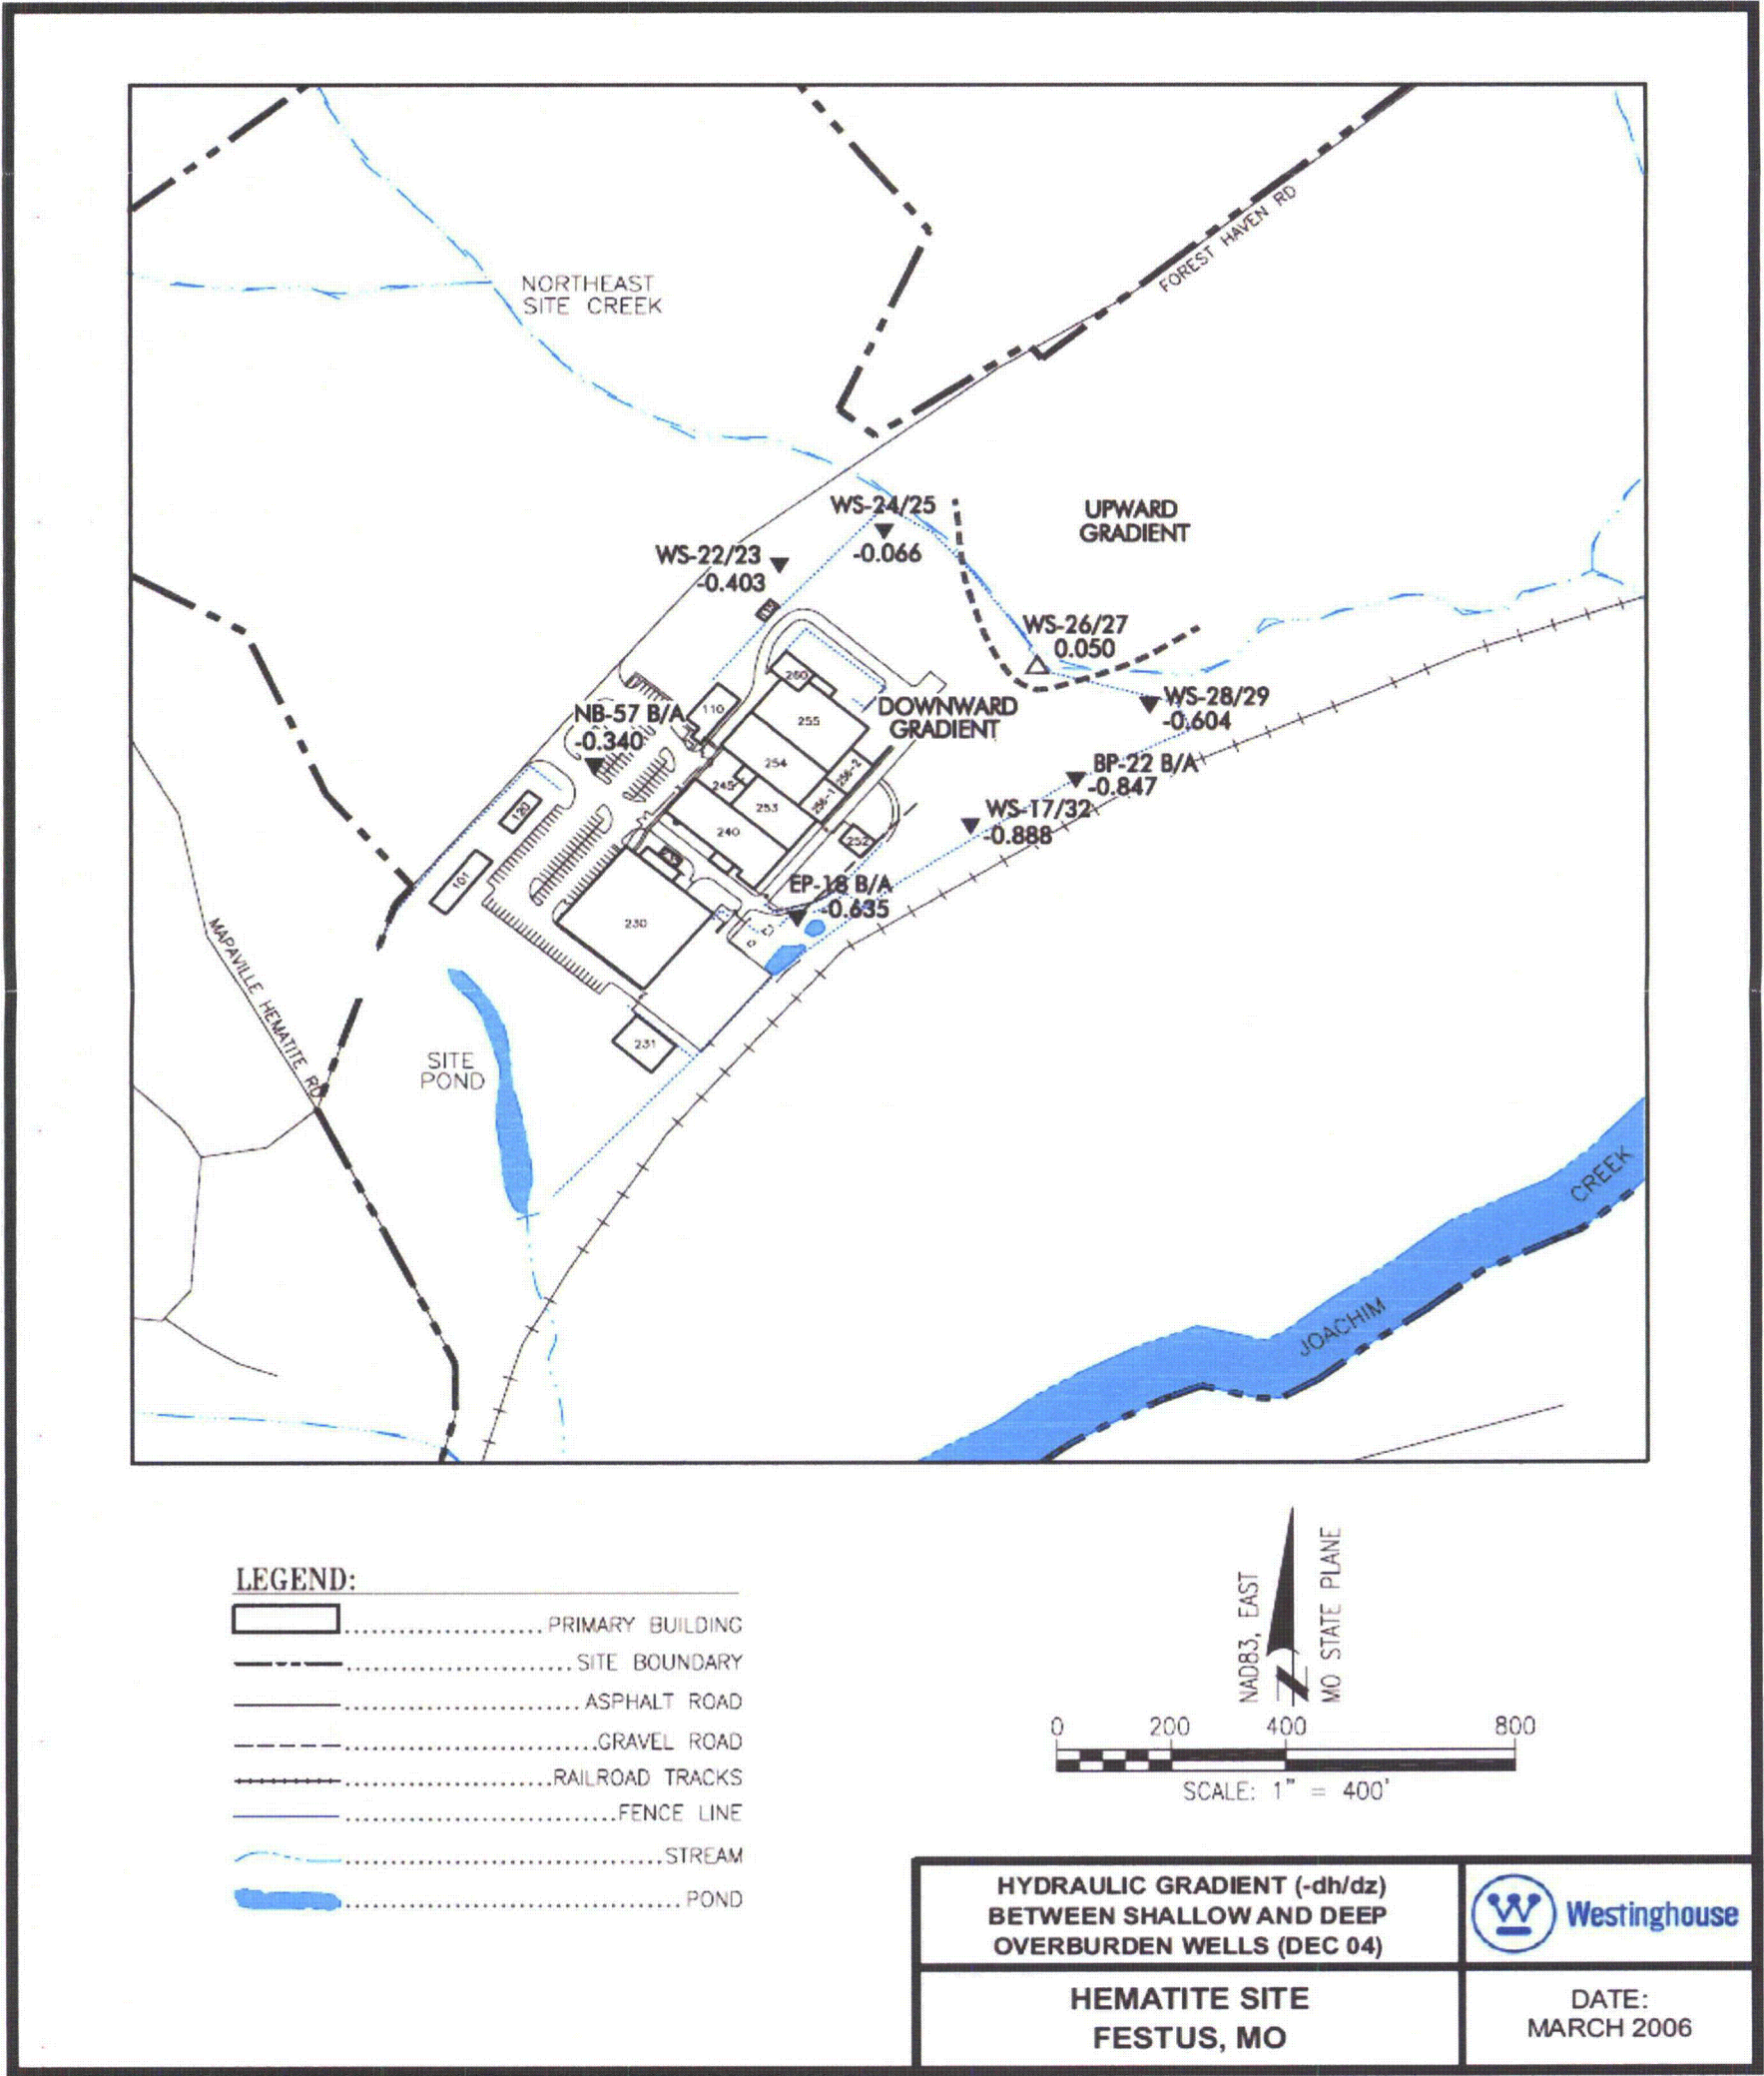 FOREST HAVEN RD
NORTHEAST
SITE CREEK
WS-24/25
-0.066
UPWARD
GRADIENT
WS-22/23
-0.403
WS-26/27
0.050
WS-28/29
-0.604
260
110
255
DOWNWARD
GRADIENT
NB-57 B/A
-0.340
254
256-2
BP-22 B/A
-0.847
245
253
256-1
WS-17/32
-0.888
120
240
252
101
EP-18 B/A
-0.635
230
MAPAVILLE HEMATITE RD
231
SITE
POND
CREEK
JOACHIM
LEGEND:
PRIMARY BUILDING
SITE BOUNDARY
ASPHALT ROAD
GRAVEL ROAD
RAILROAD TRACKS
FENCE LINE
STREAM
POND
NAD83, EAST
MO STATE PLANE
0 200 400 800
SCALE: 1" = 400'
HYDRAULIC GRADIENT (-dh/dz)
BETWEEN SHALLOW AND DEEP
OVERBURDEN WELLS (DEC 04)
Westinghouse
HEMATITE SITE
FESTUS, MO
DATE:
MARCH 2006